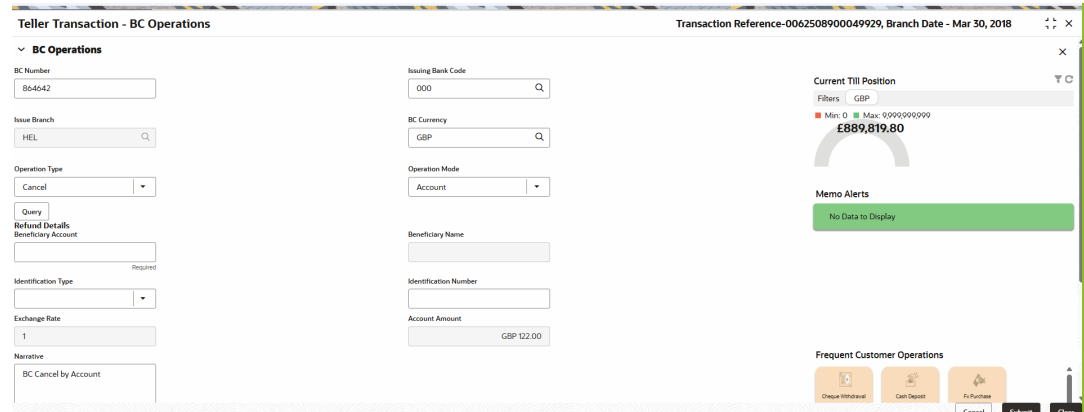 Teller Transaction - BC Operations
Transaction Reference-0062508900049929, Branch Date - Mar 30, 2018
BC Operations
BC Number
864642
Issuing Bank Code
000
Issue Branch
HEL
BC Currency
GBP
Operation Type
Cancel
Operation Mode
Account
Query
Refund Details
Beneficiary Account
Required
Beneficiary Name
Identification Type
Identification Number
Exchange Rate
1
Account Amount
GBP 122.00
Narrative
BC Cancel by Account
Current Till Position
Filters GBP
Min: 0 Max: 9,999,999,999
£889,819.80
Memo Alerts
No Data to Display
Frequent Customer Operations
Cheque Withdrawal
Cash Deposit
Fx Purchase
Cancel
Submit